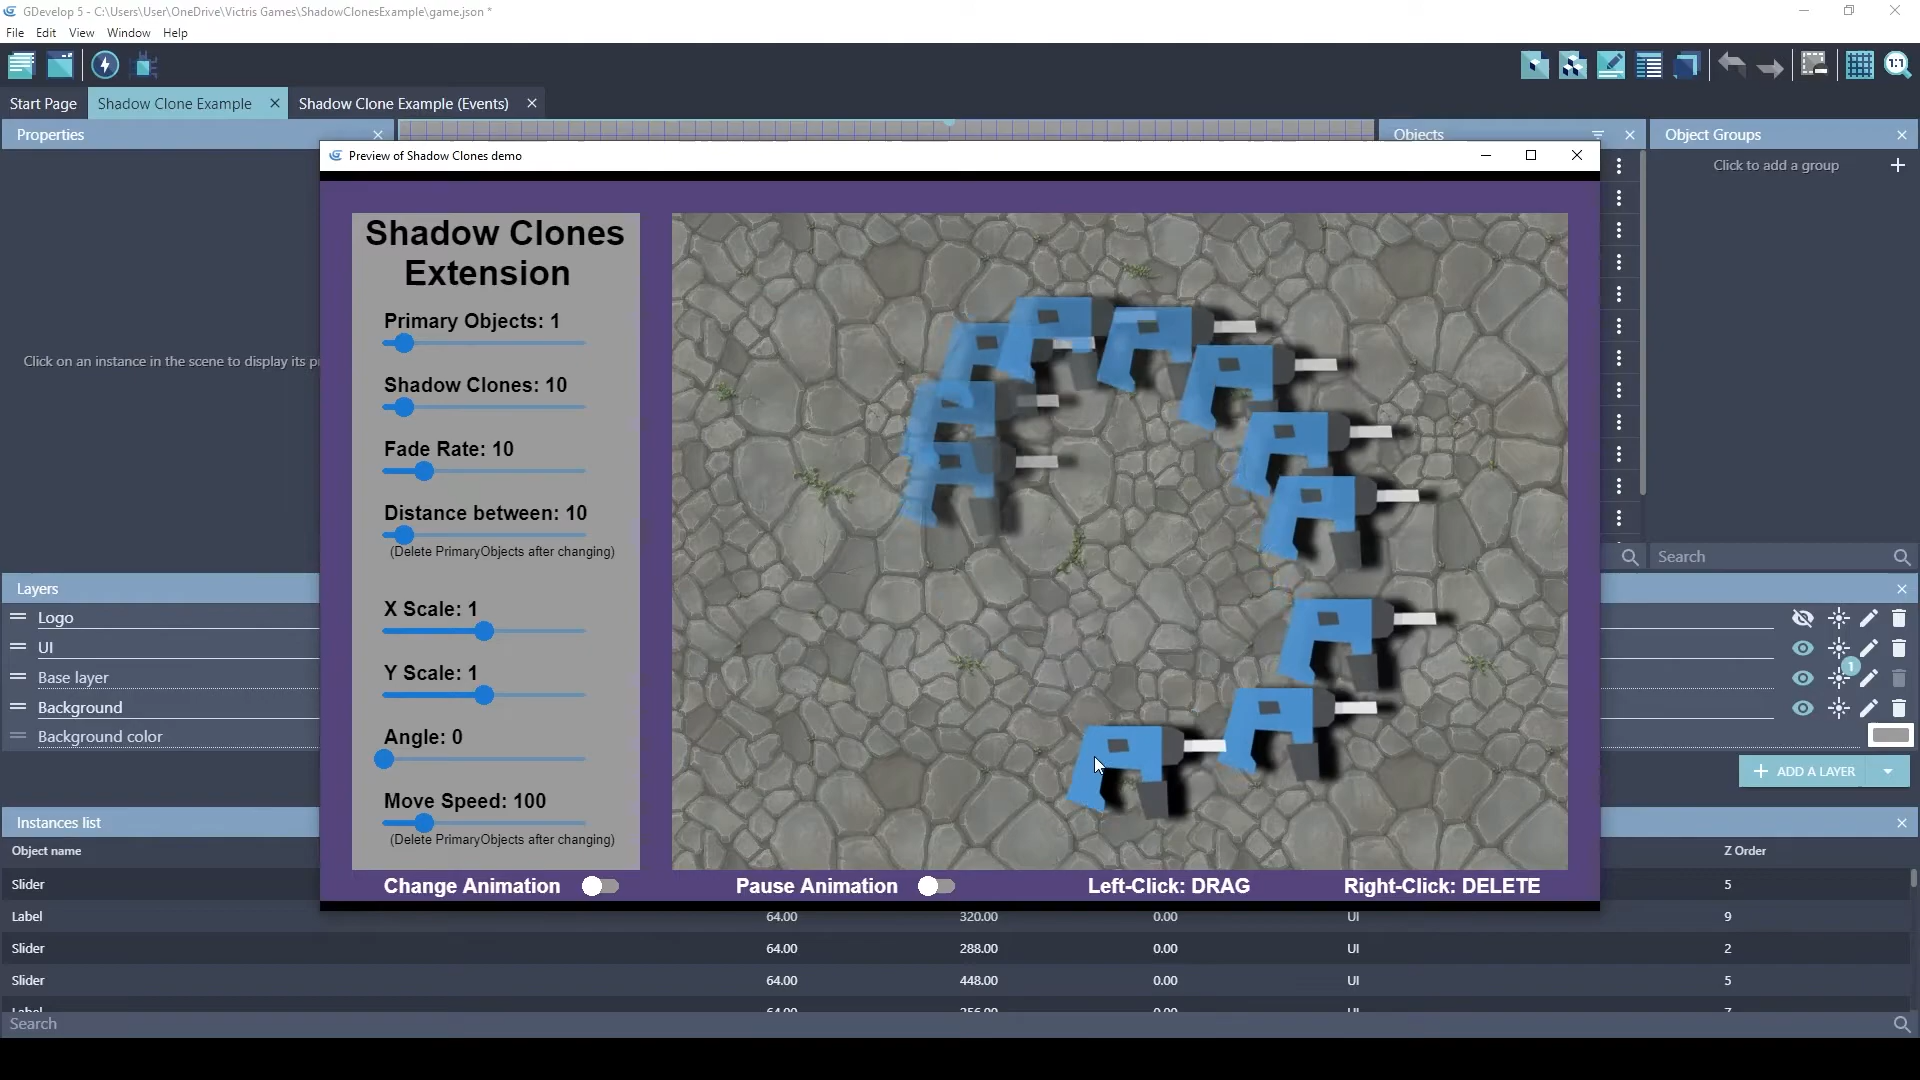 GDevelop 5 - C:\Users\User\OneDrive\Victris Games\ShadowClonesExample\game.json *
File Edit View Window Help
1:1
Start Page
Shadow Clone Example
Shadow Clone Example (Events)
Properties
Objects
Object Groups
Preview of Shadow Clones demo
Click to add a group
Shadow Clones
Extension
Primary Objects: 1
Click on an instance in the scene to display its
Shadow Clones: 10
Fade Rate: 10
Distance between: 10
(Delete PrimaryObjects after changing)
Search
Layers
X Scale: 1
Logo
UI
Y Scale: 1
1
Base layer
Background
Background color
Angle: 0
ADD A LAYER
Move Speed: 100
(Delete PrimaryObjects after changing)
Instances list
Object name
Z Order
Change Animation
Pause Animation
Left-Click: DRAG
Right-Click: DELETE
Slider 5
Label 64.00 320.00 0.00 UI 9
Slider 64.00 288.00 0.00 UI 2
Slider 64.00 448.00 0.00 UI 5
Search